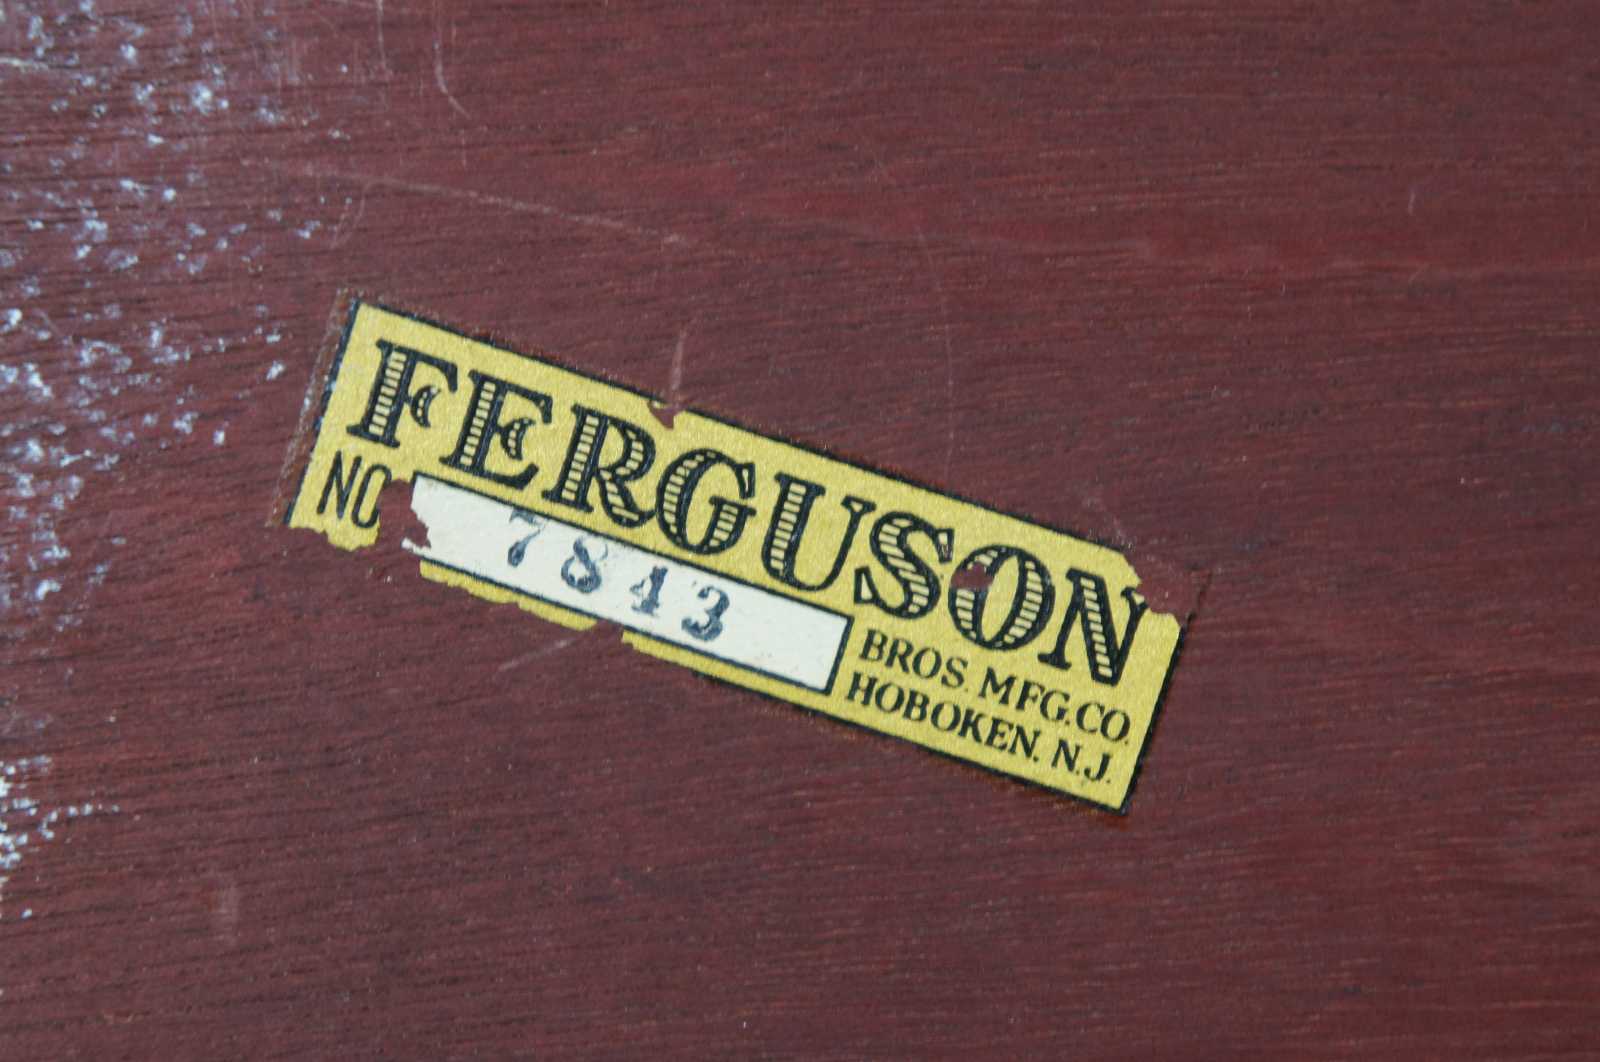 FERGUSON
NO 7843
BROS. MFG. CO.
HOBOKEN, N.J.